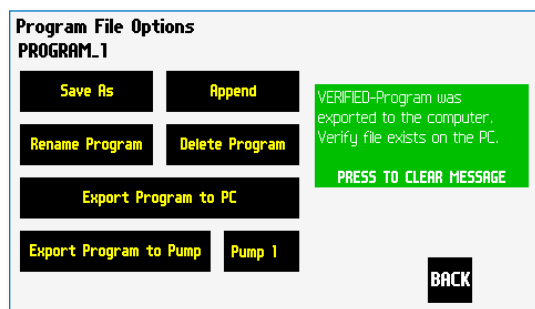 Program File Options
PROGRAM_1
Save As
Append
VERIFIED-Program was
exported to the computer.
Verify file exists on the PC.
PRESS TO CLEAR MESSAGE
Rename Program
Delete Program
Export Program to PC
Export Program to Pump
Pump 1
BACK